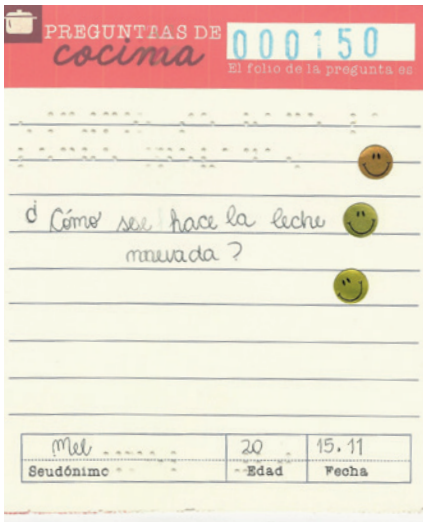 PREGUNTAS DE
cocina
000150
El folio de la pregunta es
¿Cómo se hace la leche
nevada?
Mel
20
15.11
Seudónimo
Edad
Fecha